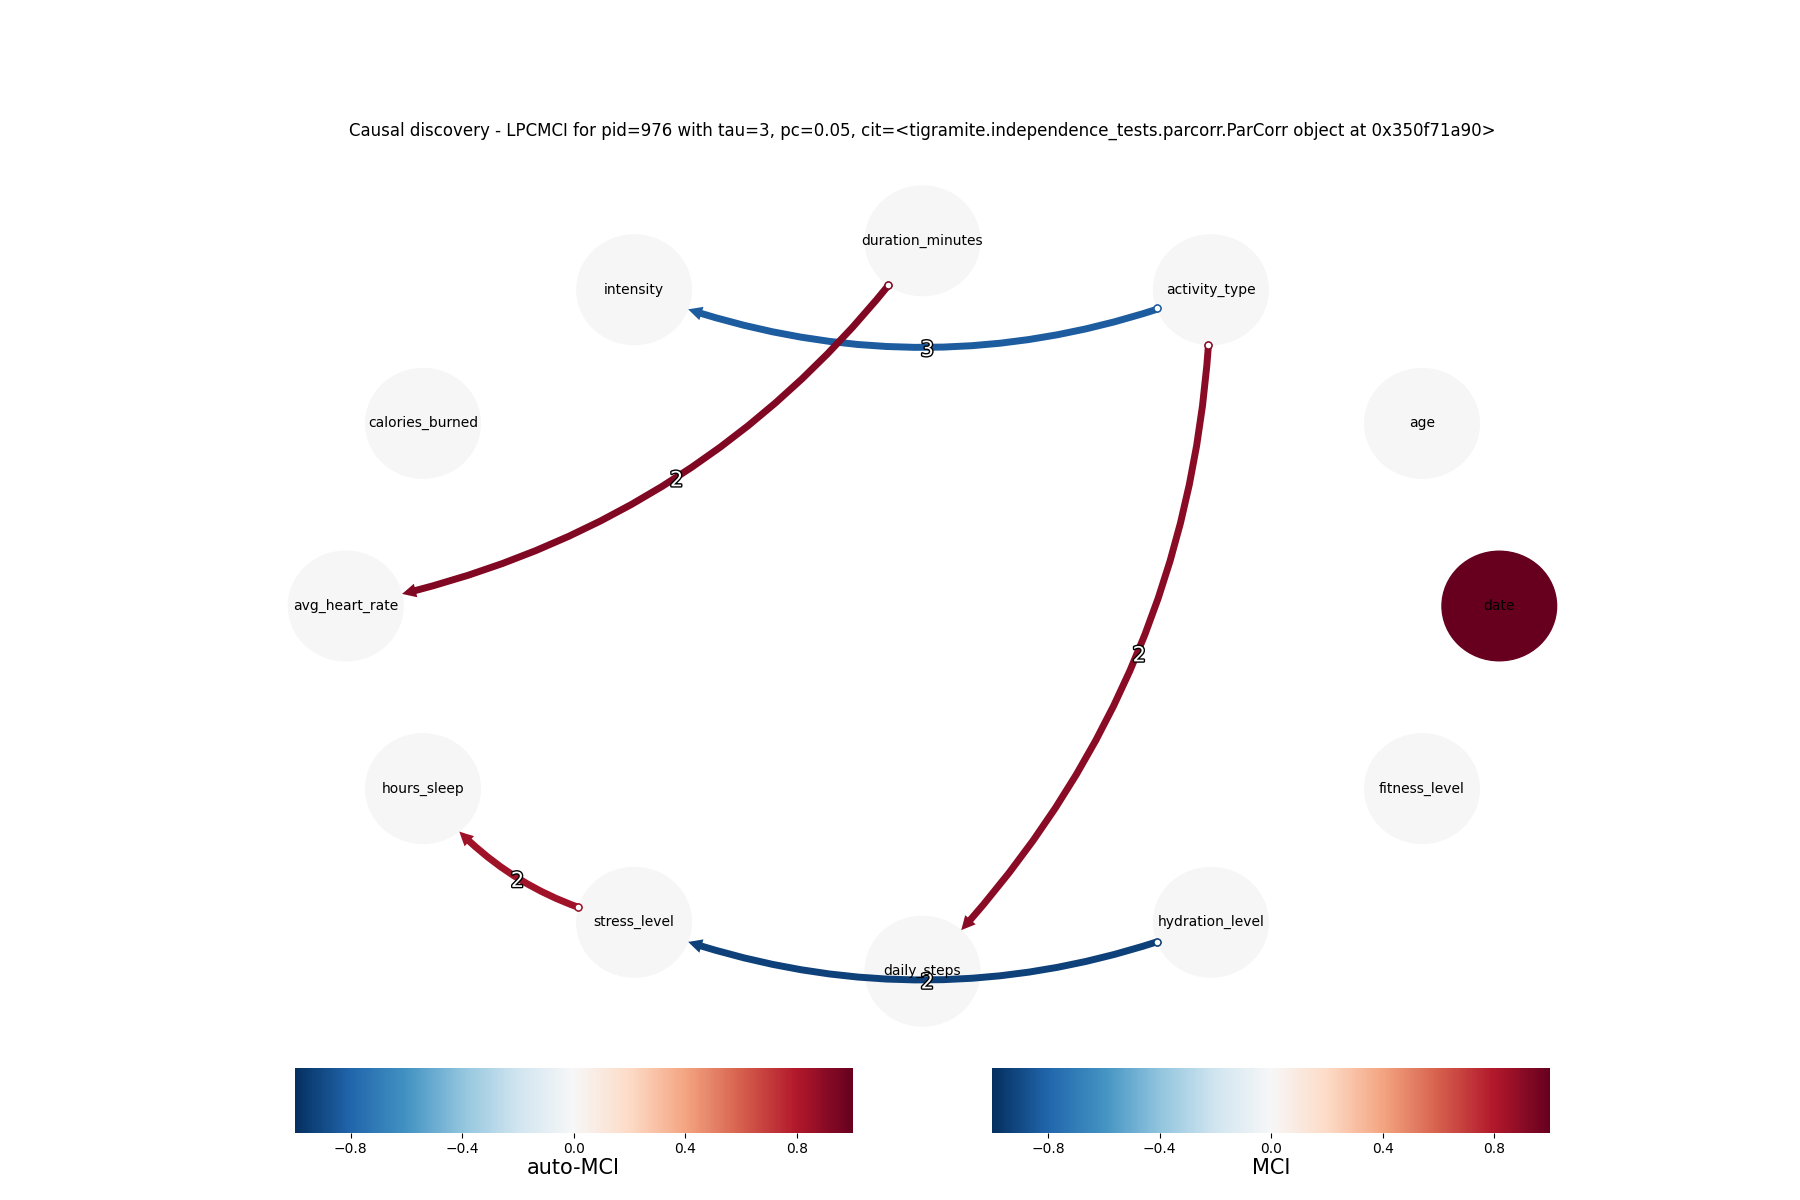 Causal discovery - LPCMCI for pid=976 with tau=3, pc=0.05, cit=<tigramite.independence_tests.parcorr.ParCorr object at 0x350f71a90>
duration_minutes
intensity
activity_type
3
calories_burned
age
2
avg_heart_rate
date
2
hours_sleep
fitness_level
2
stress_level
hydration_level
daily_steps
2
−0.8 −0.4 0.0 0.4 0.8
auto-MCI
−0.8 −0.4 0.0 0.4 0.8
MCI